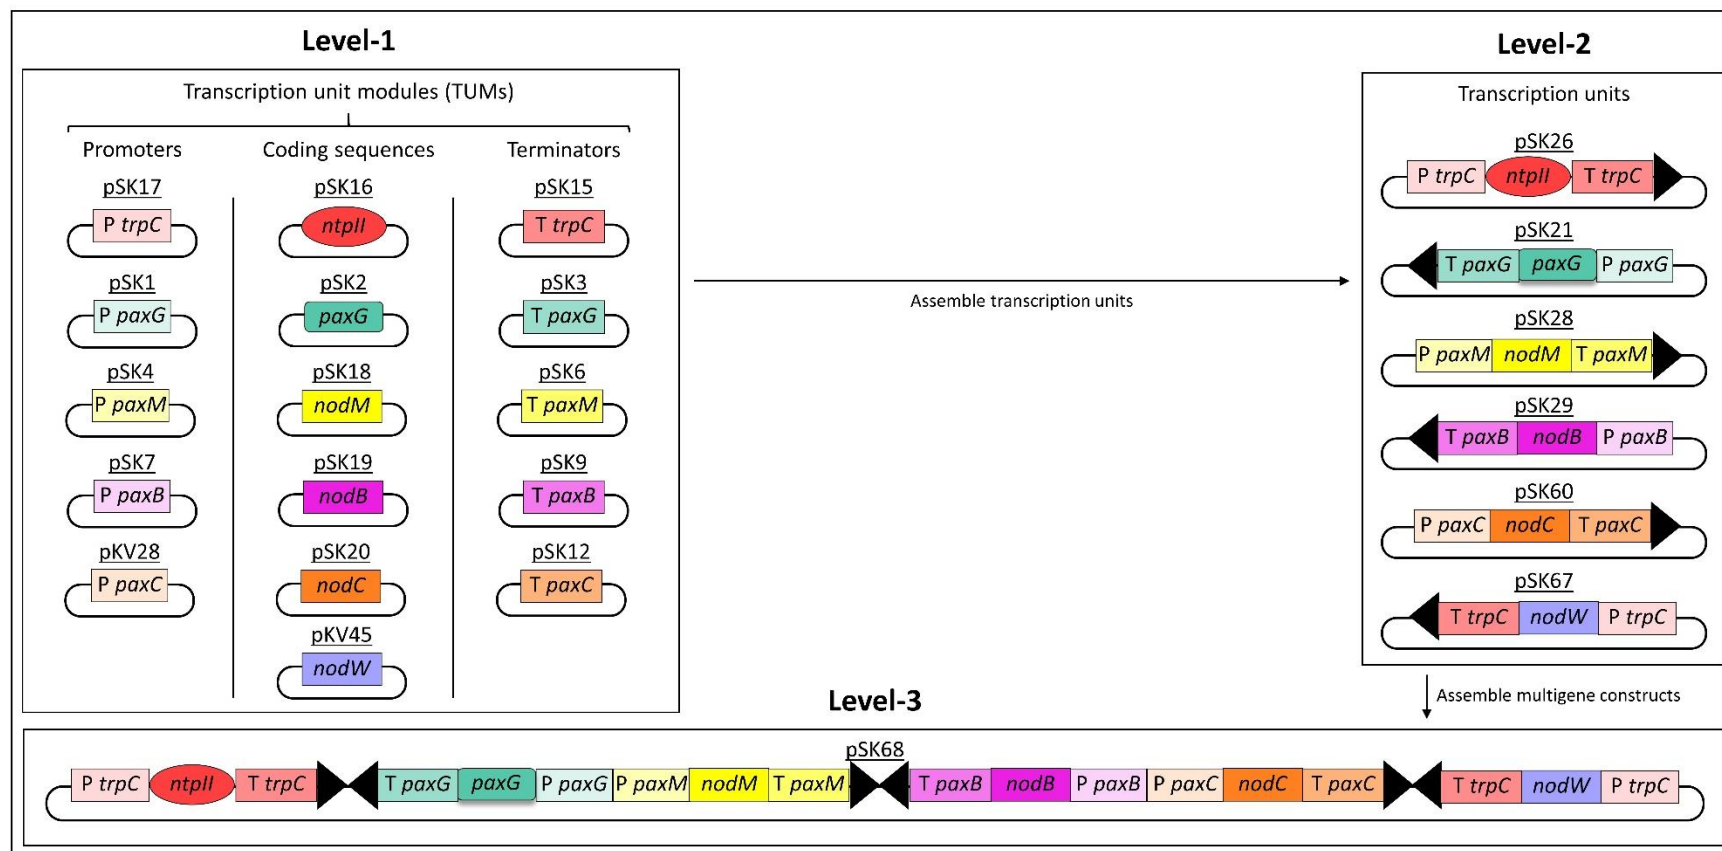 Level-1
Transcription unit modules (TUMs)
Promoters Coding sequences Terminators
pSK17 pSK16 pSK15
P trpC ntpII T trpC
pSK1 pSK2 pSK3
P paxG paxG T paxG
pSK4 pSK18 pSK6
P paxM nodM T paxM
pSK7 pSK19 pSK9
P paxB nodB T paxB
pKV28 pSK20 pSK12
P paxC nodC T paxC
pKV45
nodW
Assemble transcription units
Level-2
Transcription units
pSK26
P trpC ntpII T trpC
pSK21
T paxG paxG P paxG
pSK28
P paxM nodM T paxM
pSK29
T paxB nodB P paxB
pSK60
P paxC nodC T paxC
pSK67
T trpC nodW P trpC
Assemble multigene constructs
Level-3
pSK68
P trpC ntpII T trpC T paxG paxG P paxG P paxM nodM T paxM T paxB nodB P paxB P paxC nodC T paxC T trpC nodW P trpC